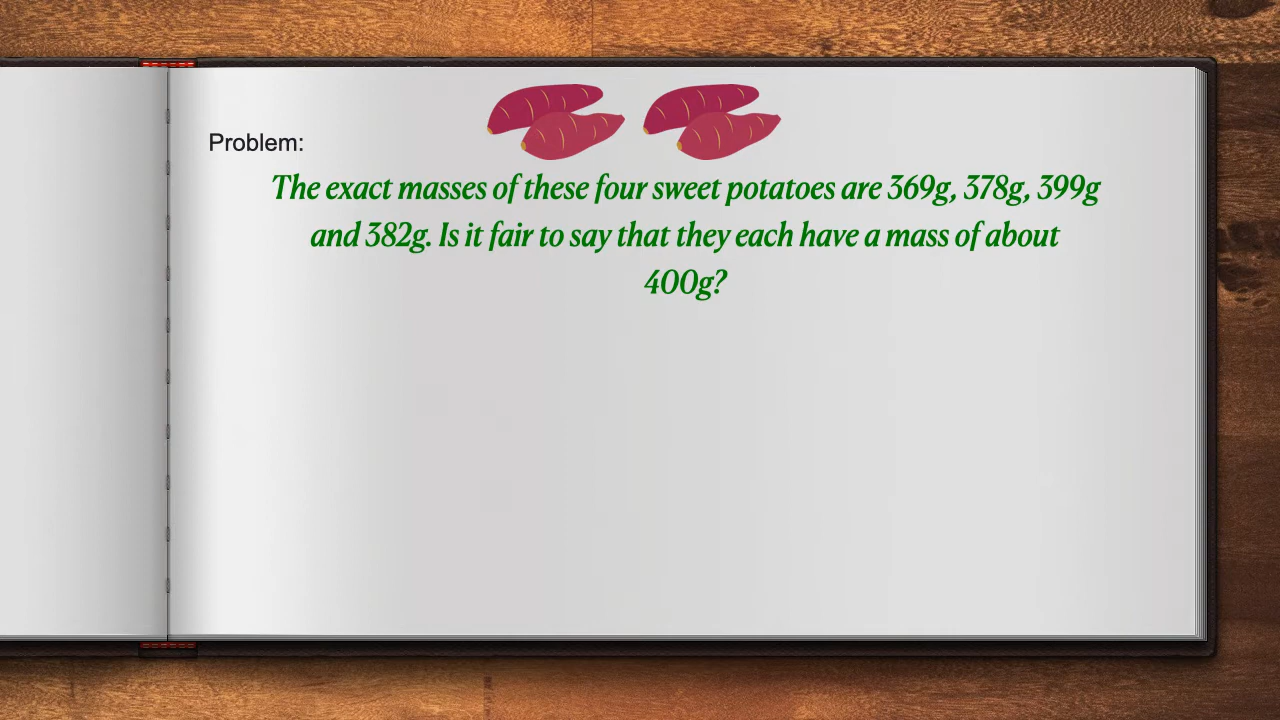 Problem:
The exact masses of these four sweet potatoes are 369g, 378g, 399g
and 382g. Is it fair to say that they each have a mass of about
400g?